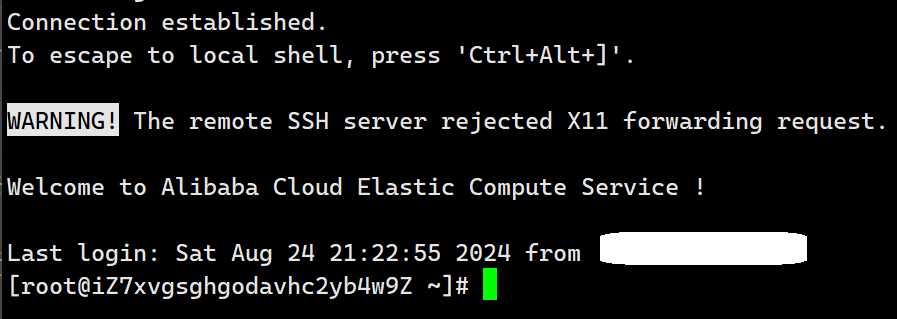 Connection established.
To escape to local shell, press 'Ctrl+Alt+]'.
WARNING! The remote SSH server rejected X11 forwarding request.
Welcome to Alibaba Cloud Elastic Compute Service !
Last login: Sat Aug 24 21:22:55 2024 from
[root@iZ7xvgsghgodavhc2yb4w9Z ~]#